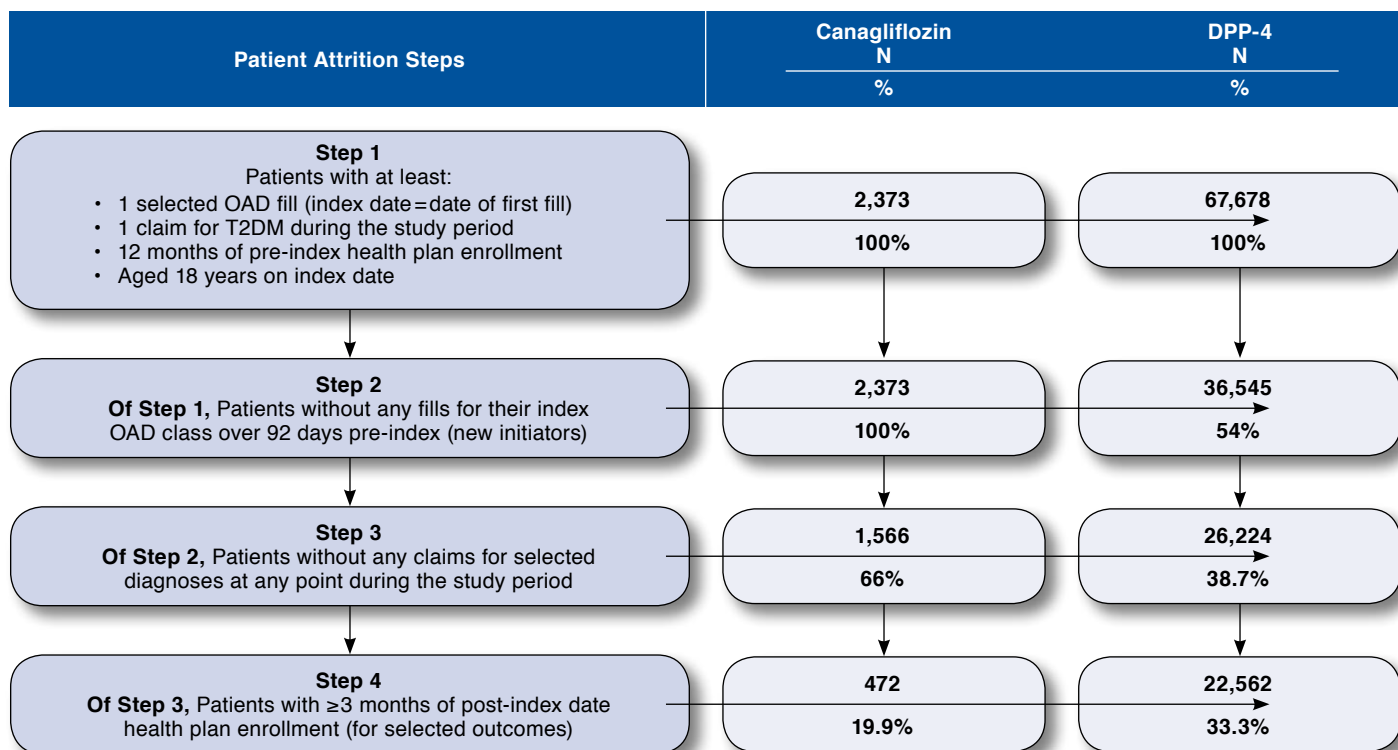 Patient Attrition Steps
Canagliflozin
N
%
DPP-4
N
%
Step 1
Patients with at least:
• 1 selected OAD fill (index date=date of first fill)
• 1 claim for T2DM during the study period
• 12 months of pre-index health plan enrollment
• Aged 18 years on index date
2,373
100%
67,678
100%
Step 2
Of Step 1, Patients without any fills for their index
OAD class over 92 days pre-index (new initiators)
2,373
100%
36,545
54%
Step 3
Of Step 2, Patients without any claims for selected
diagnoses at any point during the study period
1,566
66%
26,224
38.7%
Step 4
Of Step 3, Patients with ≥3 months of post-index date
health plan enrollment (for selected outcomes)
472
19.9%
22,562
33.3%